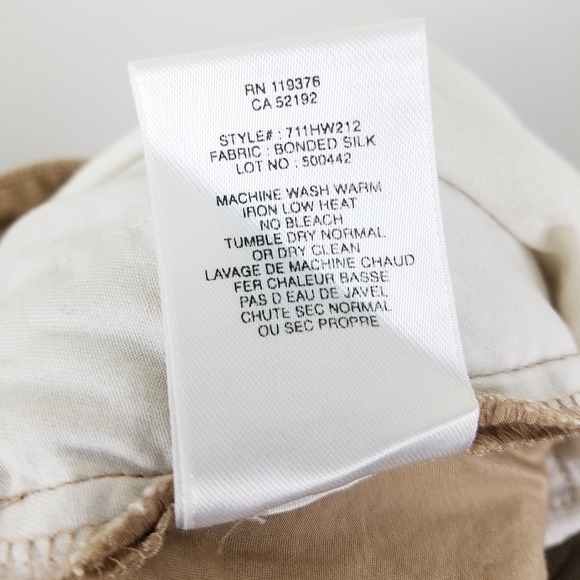 RN 119376
CA 52192
STYLE# : 711HW212
FABRIC : BONDED SILK
LOT NO : 500442
MACHINE WASH WARM
IRON LOW HEAT
NO BLEACH
TUMBLE DRY NORMAL
OR DRY CLEAN
LAVAGE DE MACHINE CHAUD
FER CHALEUR BASSE
PAS D EAU DE JAVEL
CHUTE SEC NORMAL
OU SEC PROPRE